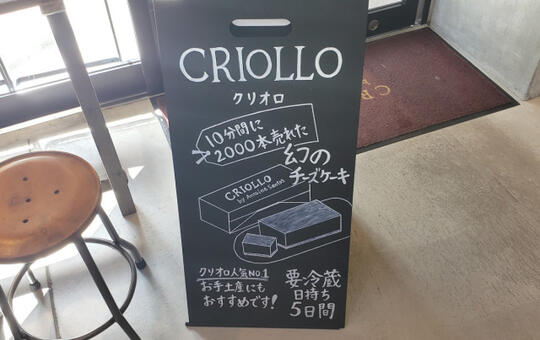 CRIOLLO
クリオロ
10分間に
2000本売れた
幻の
チーズケーキ
CRIOLLO
by Antoine Santos
クリオロ人気NO.1
お手土産にも
おすすめです!
要冷蔵
日持ち
5日間